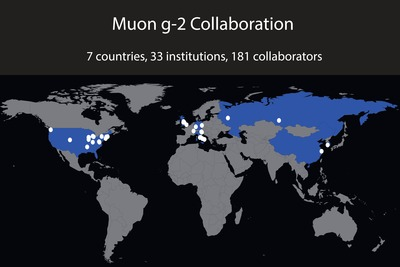 Muon g-2 Collaboration
7 countries, 33 institutions, 181 collaborators